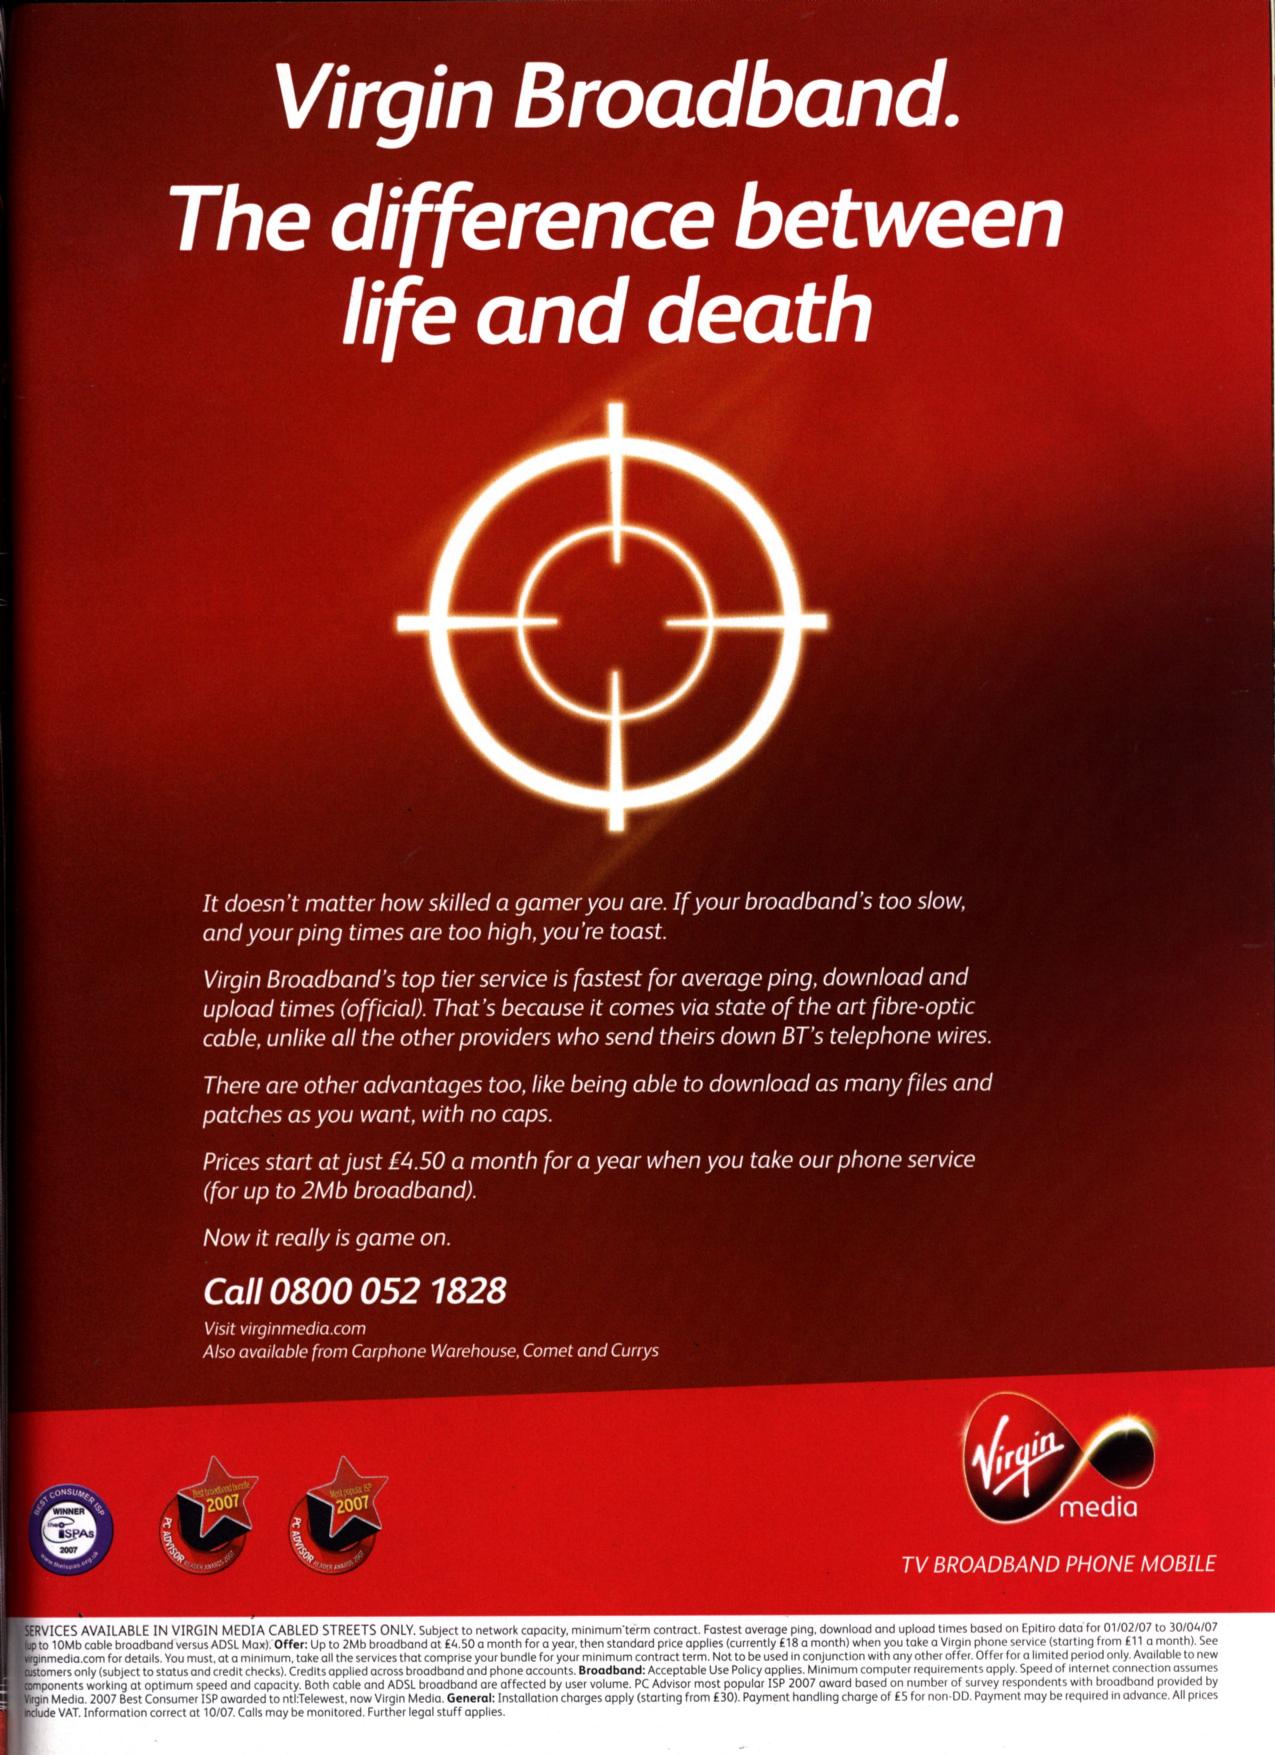 Virgin Broadband.
The difference between
life and death
It doesn't matter how skilled a gamer you are. If your broadband's too slow,
and your ping times are too high, you're toast.
Virgin Broadband's top tier service is fastest for average ping, download and
upload times (official). That's because it comes via state of the art fibre-optic
cable, unlike all the other providers who send theirs down BT's telephone wires.
There are other advantages too, like being able to download as many files and
patches as you want, with no caps.
Prices start at just £4.50 a month for a year when you take our phone service
(for up to 2Mb broadband).
Now it really is game on.
Call 0800 052 1828
Visit virginmedia.com
Also available from Carphone Warehouse, Comet and Currys
BEST CONSUMER ISP
WINNER
the
ISPAs
2007
www.theispas.org.uk
Best broadband bundle
2007
PC ADVISOR READER AWARDS 2007
Most popular ISP
2007
PC ADVISOR READER AWARDS 2007
Virgin
media
TV BROADBAND PHONE MOBILE
SERVICES AVAILABLE IN VIRGIN MEDIA CABLED STREETS ONLY. Subject to network capacity, minimum term contract. Fastest average ping, download and upload times based on Epitiro data for 01/02/07 to 30/04/07
(up to 10Mb cable broadband versus ADSL Max). Offer: Up to 2Mb broadband at £4.50 a month for a year, then standard price applies (currently £18 a month) when you take a Virgin phone service (starting from £11 a month). See
virginmedia.com for details. You must, at a minimum, take all the services that comprise your bundle for your minimum contract term. Not to be used in conjunction with any other offer. Offer for a limited period only. Available to new
customers only (subject to status and credit checks). Credits applied across broadband and phone accounts. Broadband: Acceptable Use Policy applies. Minimum computer requirements apply. Speed of internet connection assumes
components working at optimum speed and capacity. Both cable and ADSL broadband are affected by user volume. PC Advisor most popular ISP 2007 award based on number of survey respondents with broadband provided by
Virgin Media. 2007 Best Consumer ISP awarded to ntl:Telewest, now Virgin Media. General: Installation charges apply (starting from £30). Payment handling charge of £5 for non-DD. Payment may be required in advance. All prices
include VAT. Information correct at 10/07. Calls may be monitored. Further legal stuff applies.